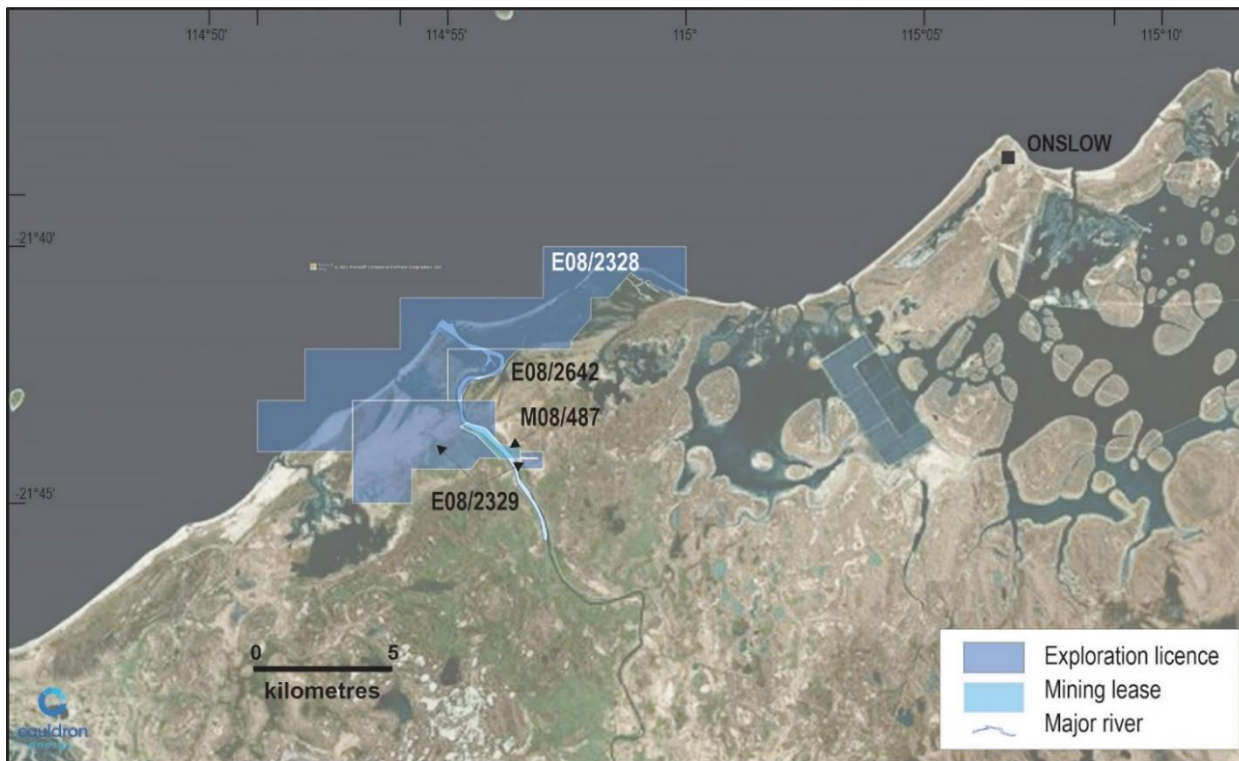 114°50' 114°55' 115° 115°05' 115°10'
ONSLOW
-21°40'
E08/2328
E08/2642
M08/487
-21°45'
E08/2329
0 5
kilometres
Exploration licence
Mining lease
Major river
cauldron
energy